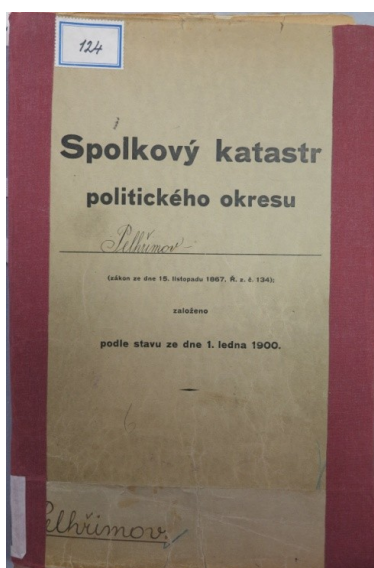 124
Spolkový katastr
politického okresu
Pelhřimov
(zákon ze dne 15. listopadu 1867, Ř. z. č. 134);
založeno
podle stavu ze dne 1. ledna 1900.
Pelhřimov.